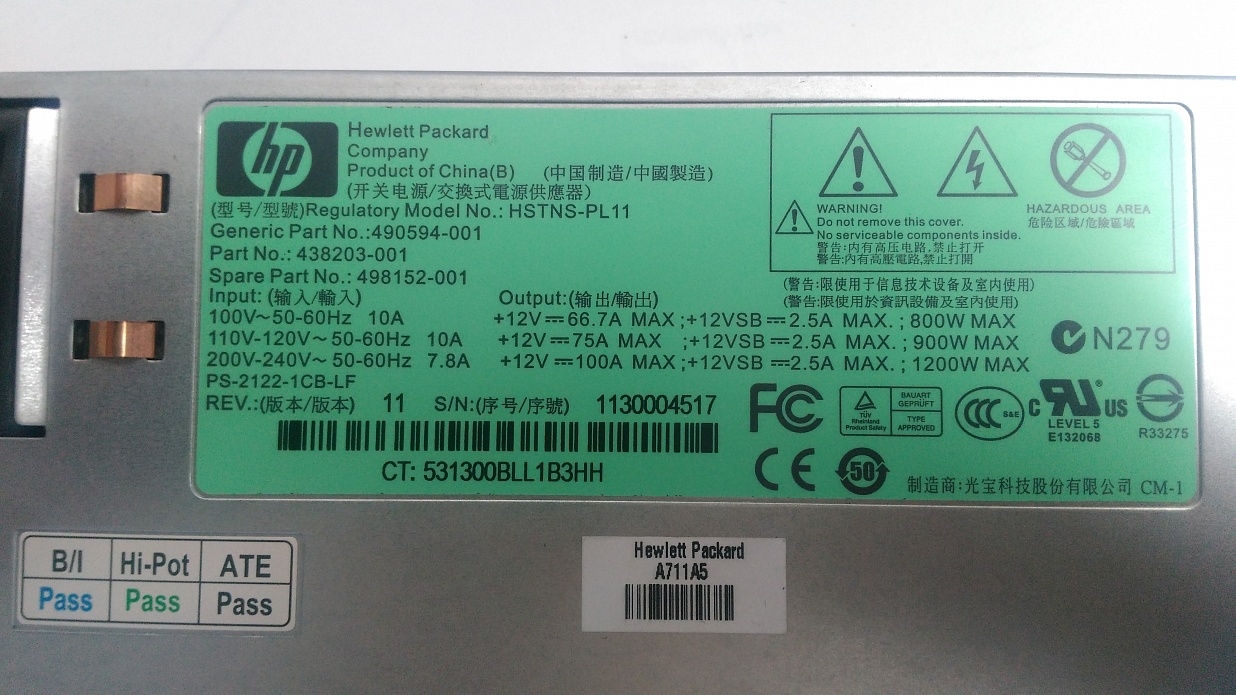 hp
Hewlett Packard
Company
Product of China(B) (中国制造/中國製造)
(开关电源/交換式電源供應器)
(型号/型號)Regulatory Model No.: HSTNS-PL11
Generic Part No.:490594-001
Part No.: 438203-001
Spare Part No.: 498152-001
Input: (输入/輸入) Output:(输出/輸出)
100V~50-60Hz 10A +12V⎓66.7A MAX ;+12VSB⎓2.5A MAX. ; 800W MAX
110V-120V~ 50-60Hz 10A +12V⎓75A MAX ;+12VSB⎓2.5A MAX. ; 900W MAX
200V-240V~ 50-60Hz 7.8A +12V⎓100A MAX ;+12VSB⎓2.5A MAX. ; 1200W MAX
PS-2122-1CB-LF
REV.:(版本/版本) 11 S/N:(序号/序號) 1130004517
CT: 531300BLL1B3HH
WARNING!
Do not remove this cover.
No serviceable components inside.
警告:内有高压电路,禁止打开
警告:內有高壓電路,禁止打開
HAZARDOUS AREA
危险区域/危險區域
(警告:限使用于信息技术设备及室内使用)
(警告:限使用於資訊設備及室内使用)
N279
FC
TÜV
Rheinland
Product Safety
BAUART
GEPRÜFT
TYPE
APPROVED
CCC S&E
C RU® US
LEVEL 5
E132068
R33275
CE
50
制造商:光宝科技股份有限公司 CM-1
B/I Hi-Pot ATE
Pass Pass Pass
Hewlett Packard
A711A5